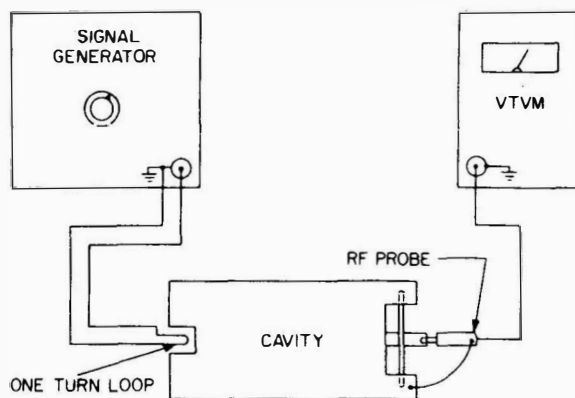 SIGNAL
GENERATOR
VTVM
RF PROBE
CAVITY
ONE TURN LOOP